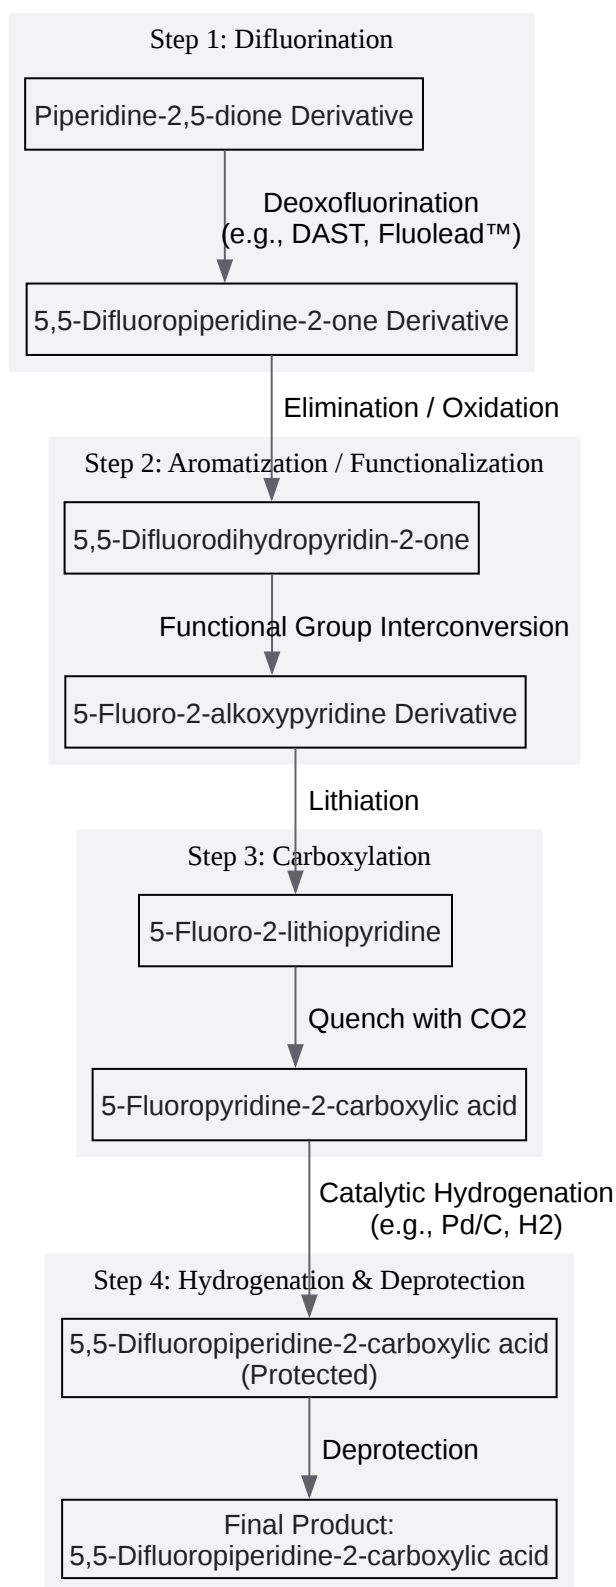 Step 1: Difluorination
Piperidine-2,5-dione Derivative
Deoxofluorination
(e.g., DAST, Fluolead™)
5,5-Difluoropiperidine-2-one Derivative
Elimination / Oxidation
Step 2: Aromatization / Functionalization
5,5-Difluorodihydropyridin-2-one
Functional Group Interconversion
5-Fluoro-2-alkoxypyridine Derivative
Lithiation
Step 3: Carboxylation
5-Fluoro-2-lithiopyridine
Quench with CO2
5-Fluoropyridine-2-carboxylic acid
Catalytic Hydrogenation
(e.g., Pd/C, H2)
Step 4: Hydrogenation & Deprotection
5,5-Difluoropiperidine-2-carboxylic acid
(Protected)
Deprotection
Final Product:
5,5-Difluoropiperidine-2-carboxylic acid